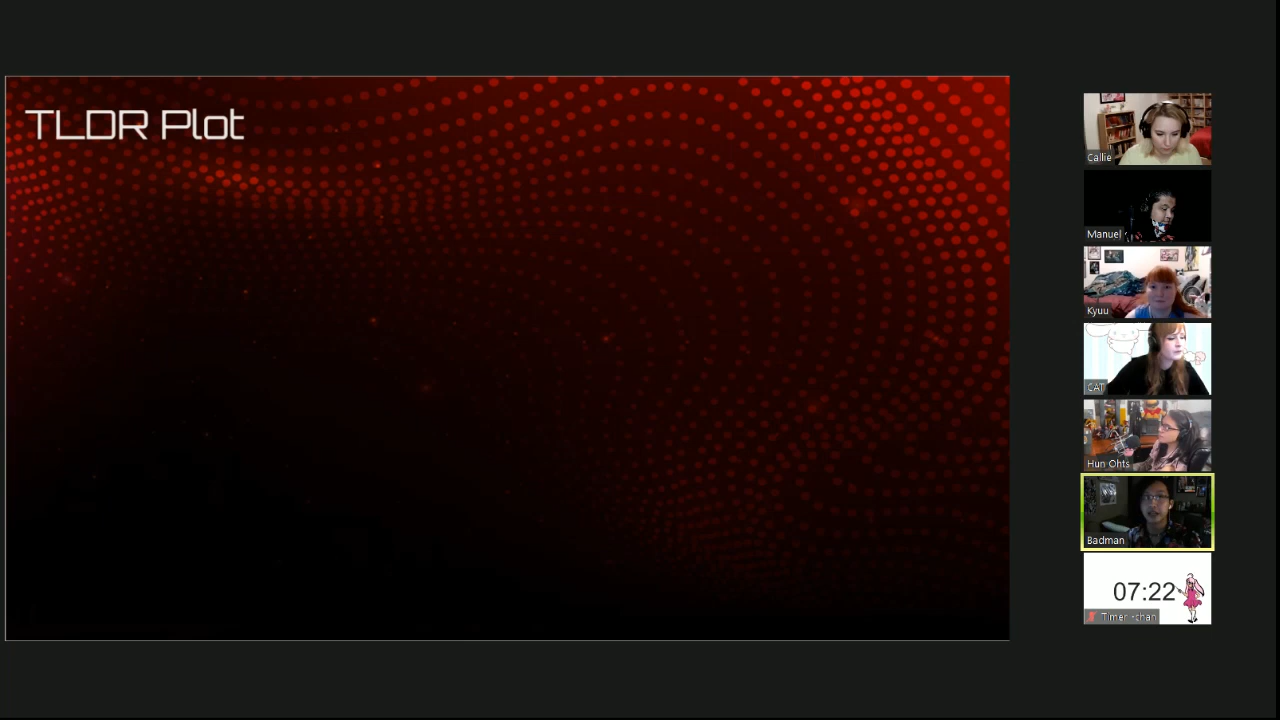 TLDR Plot
Callie
Manuel
Kyuu
CAT
Hun Ohts
Badman
07:22
Timer -chan